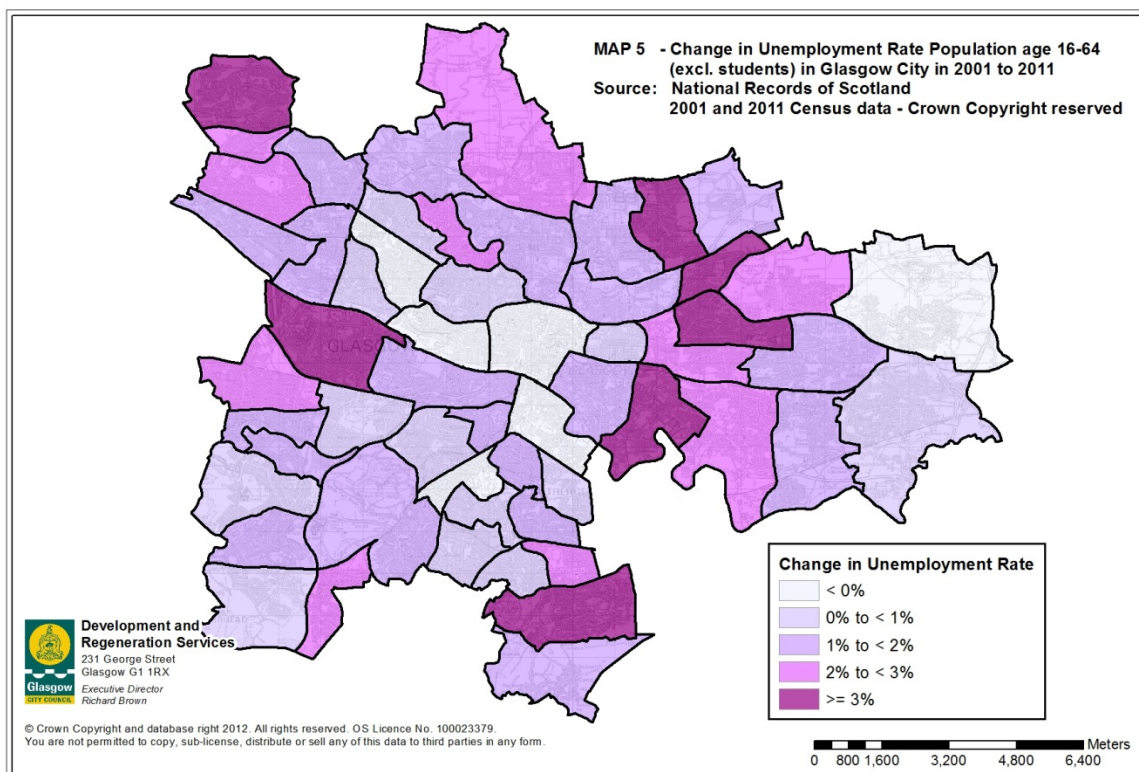 MAP 5 - Change in Unemployment Rate Population age 16-64
(excl. students) in Glasgow City in 2001 to 2011
Source: National Records of Scotland
2001 and 2011 Census data - Crown Copyright reserved
Change in Unemployment Rate
< 0%
0% to < 1%
1% to < 2%
2% to < 3%
>= 3%
Development and
Regeneration Services
231 George Street
Glasgow G1 1RX
Executive Director
Richard Brown
Glasgow
CITY COUNCIL
© Crown Copyright and database right 2012. All rights reserved. OS Licence No. 100023379.
You are not permitted to copy, sub-license, distribute or sell any of this data to third parties in any form.
Meters
0 800 1,600 3,200 4,800 6,400